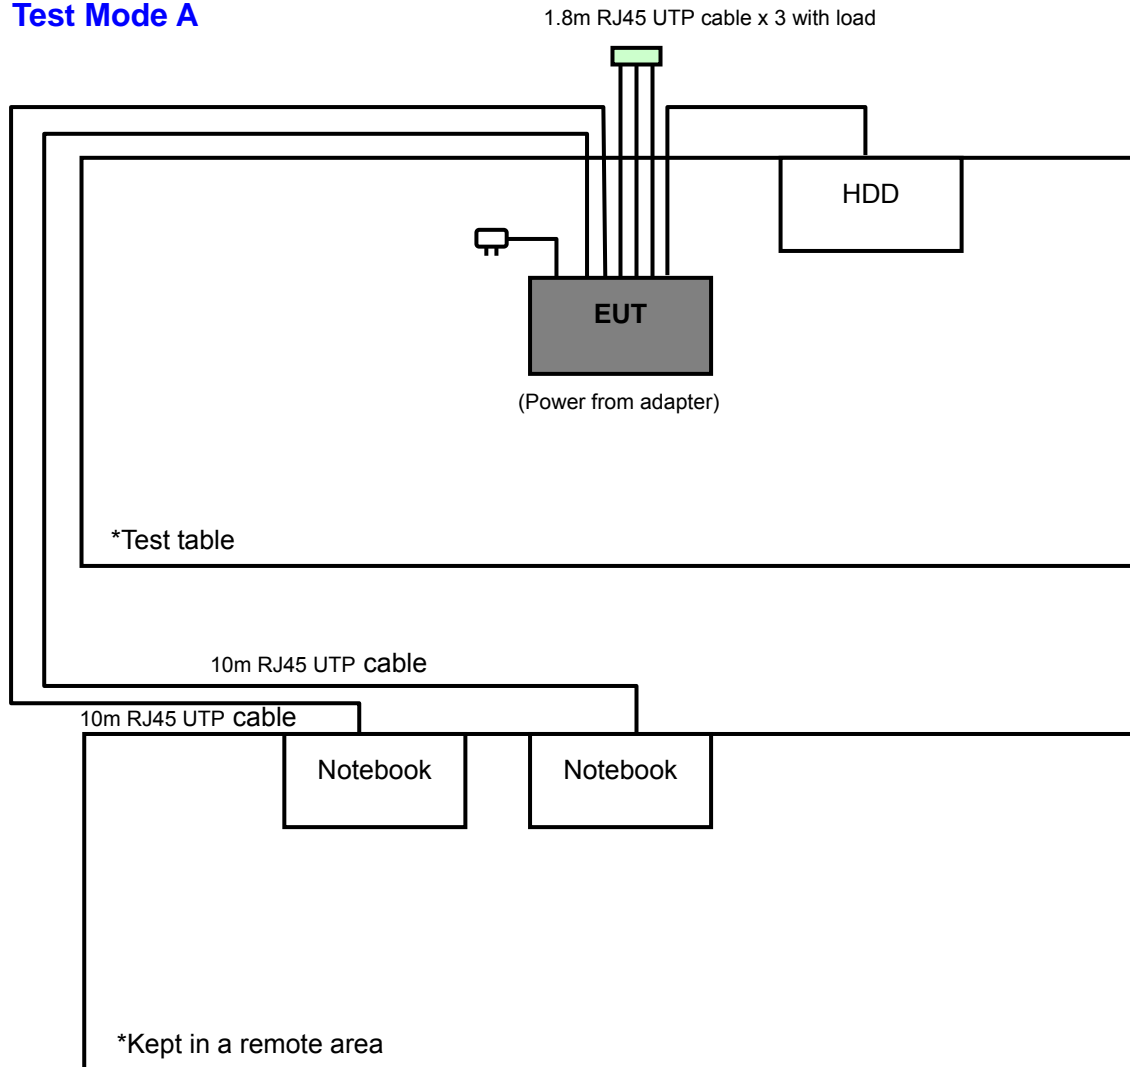 Test Mode A
1.8m RJ45 UTP cable x 3 with load
HDD
EUT
(Power from adapter)
*Test table
10m RJ45 UTP cable
10m RJ45 UTP cable
Notebook
Notebook
*Kept in a remote area